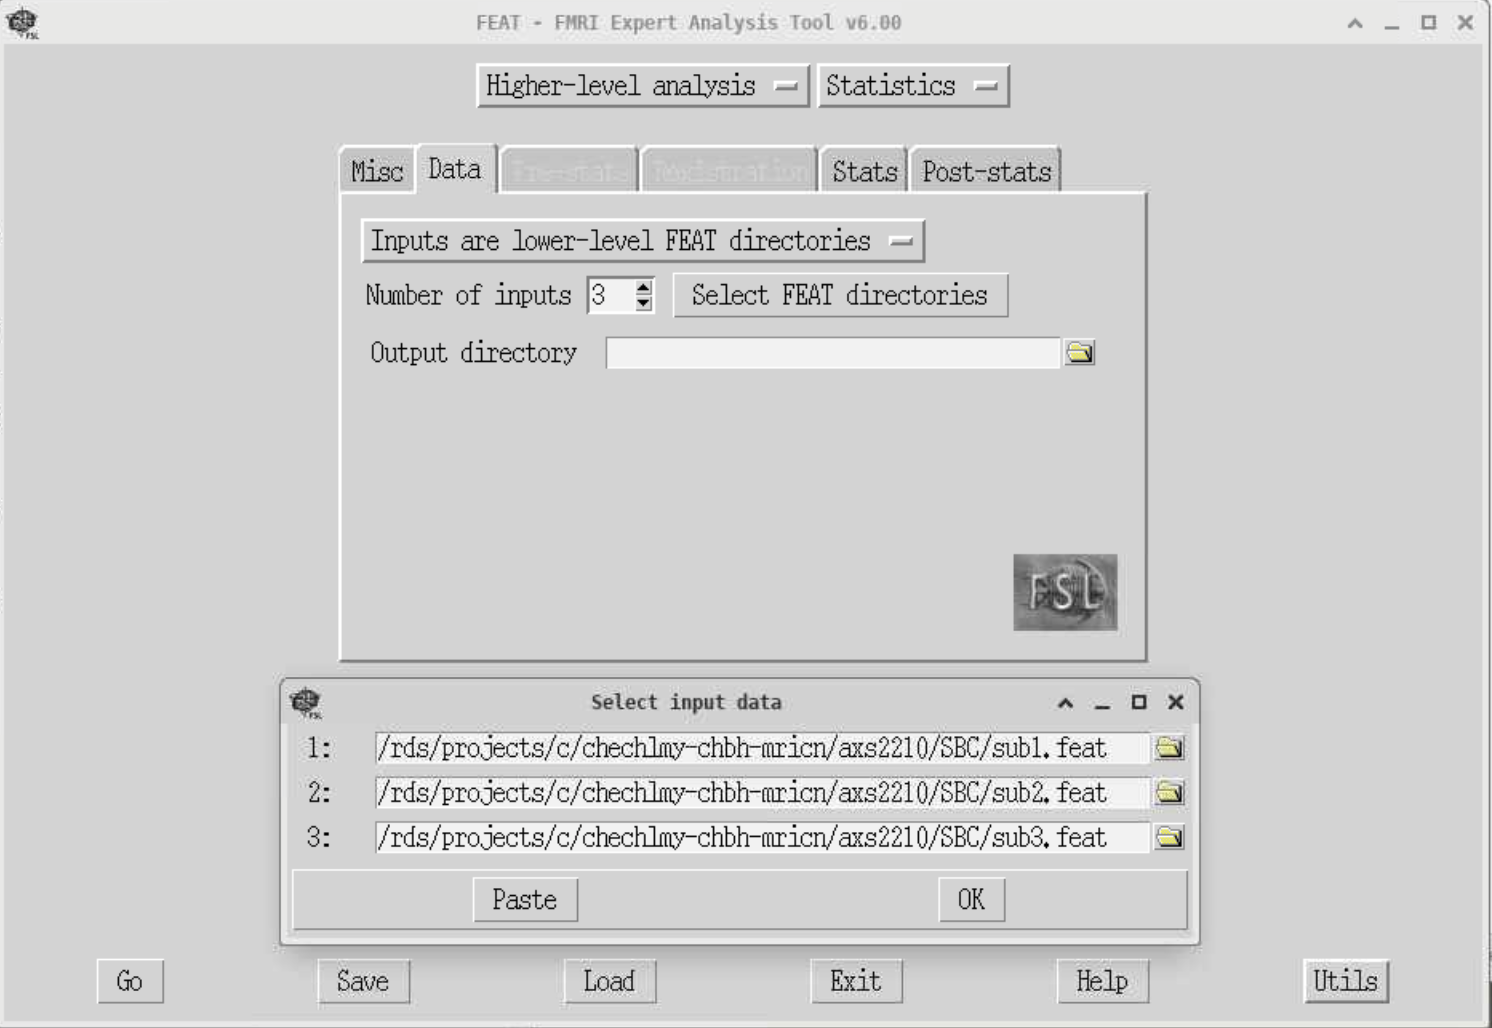 FEAT - FMRI Expert Analysis Tool v6.00
FSL
Higher-level analysis Statistics
Misc Data Pre-stats Registration Stats Post-stats
Inputs are lower-level FEAT directories
Number of inputs 3 Select FEAT directories
Output directory
FSL
Select input data
FSL
1: /rds/projects/c/chechlmy-chbh-mricn/axs2210/SBC/sub1.feat
2: /rds/projects/c/chechlmy-chbh-mricn/axs2210/SBC/sub2.feat
3: /rds/projects/c/chechlmy-chbh-mricn/axs2210/SBC/sub3.feat
Paste OK
Go Save Load Exit Help Utils